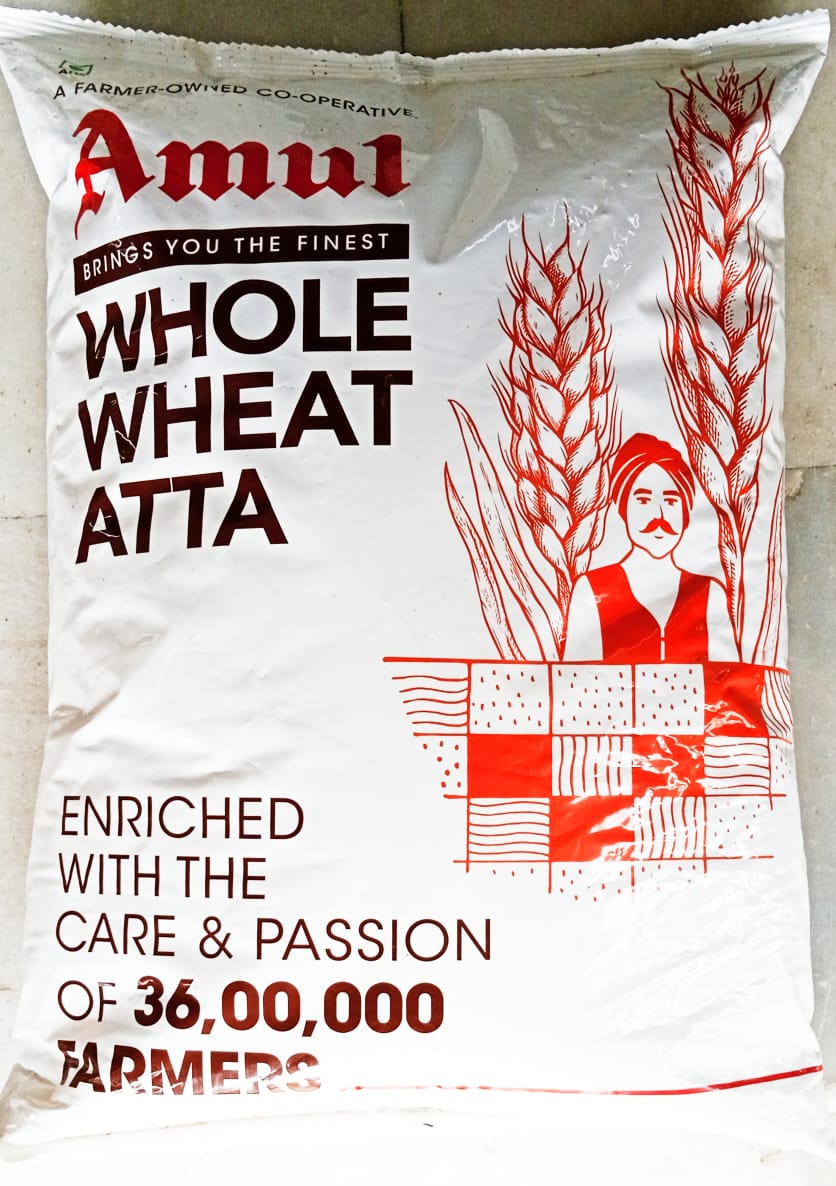 A FARMER-OWNED CO-OPERATIVE
Amul
BRINGS YOU THE FINEST
WHOLE
WHEAT
ATTA
ENRICHED
WITH THE
CARE & PASSION
OF 36,00,000
FARMERS